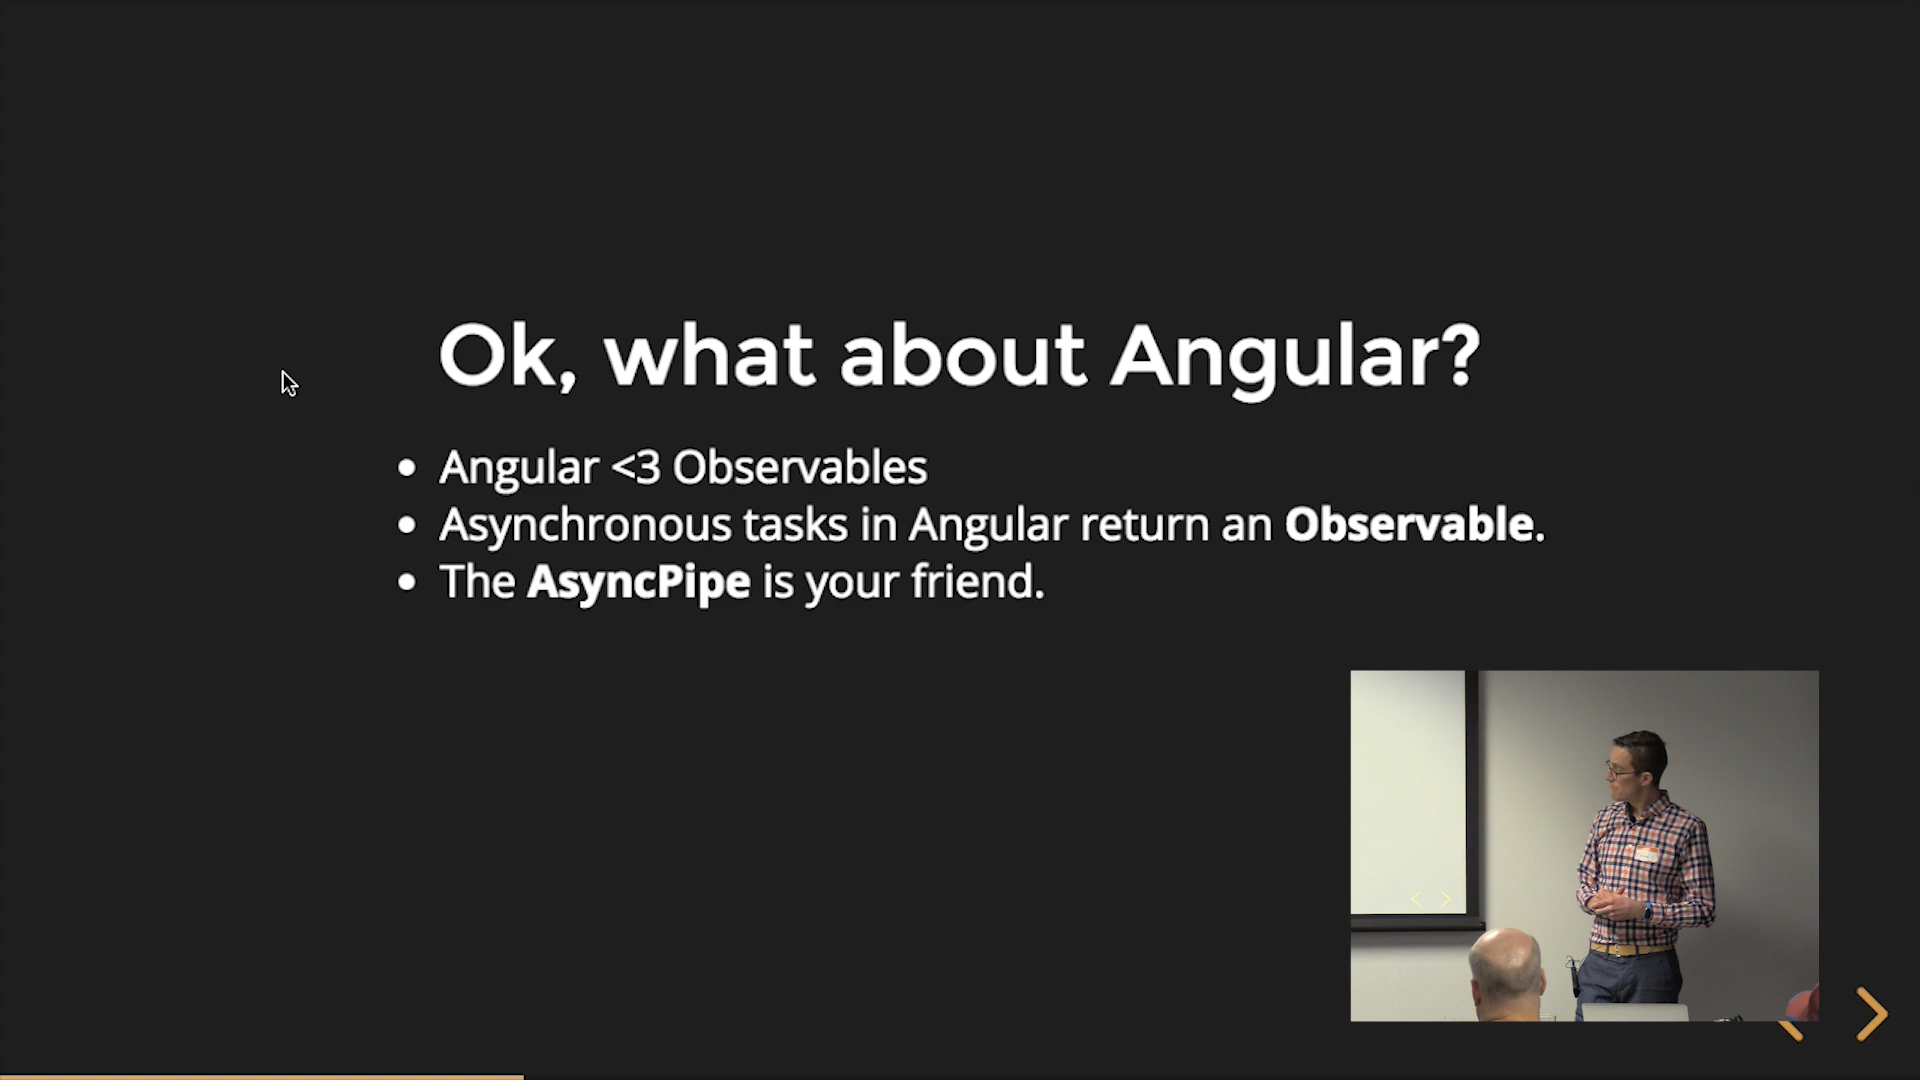 Ok, what about Angular?
Angular <3 Observables
Asynchronous tasks in Angular return an Observable.
The AsyncPipe is your friend.